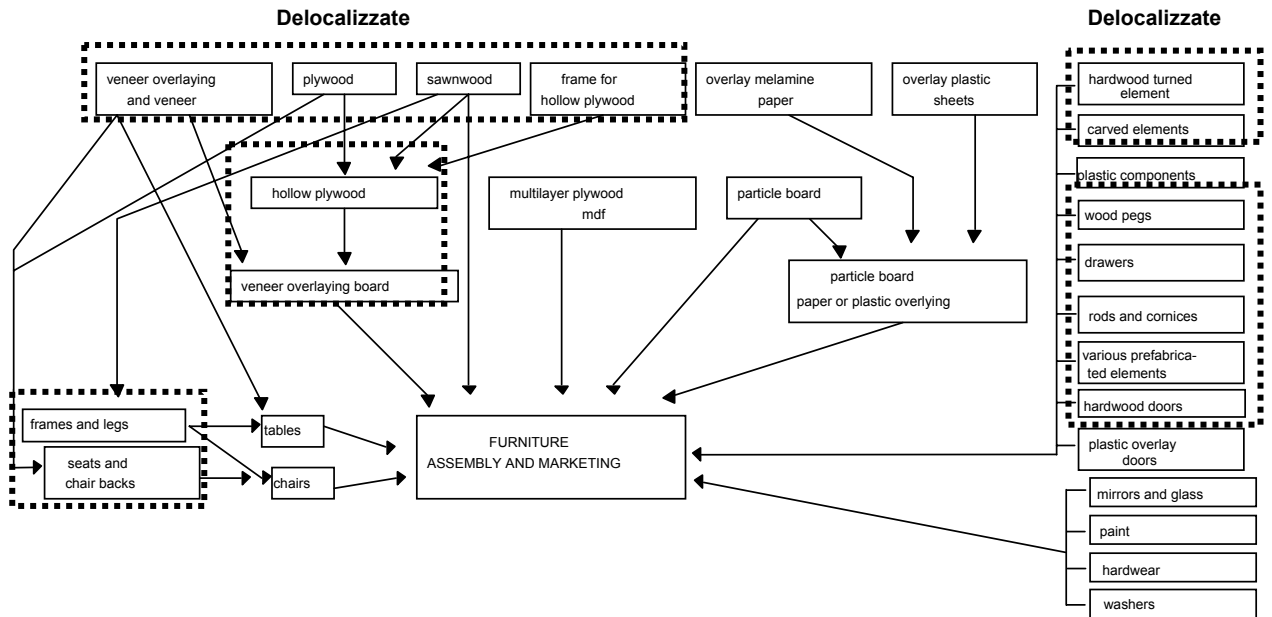 Delocalizzate
Delocalizzate
veneer overlaying
and veneer
plywood
sawnwood
frame for
hollow plywood
overlay melamine
paper
overlay plastic
sheets
hardwood turned
element
carved elements
plastic components
hollow plywood
multilayer plywood
mdf
particle board
wood pegs
drawers
veneer overlaying board
particle board
paper or plastic overlying
rods and cornices
various prefabrica-
ted elements
hardwood doors
frames and legs
tables
FURNITURE
ASSEMBLY AND MARKETING
plastic overlay
doors
seats and
chair backs
chairs
mirrors and glass
paint
hardwear
washers